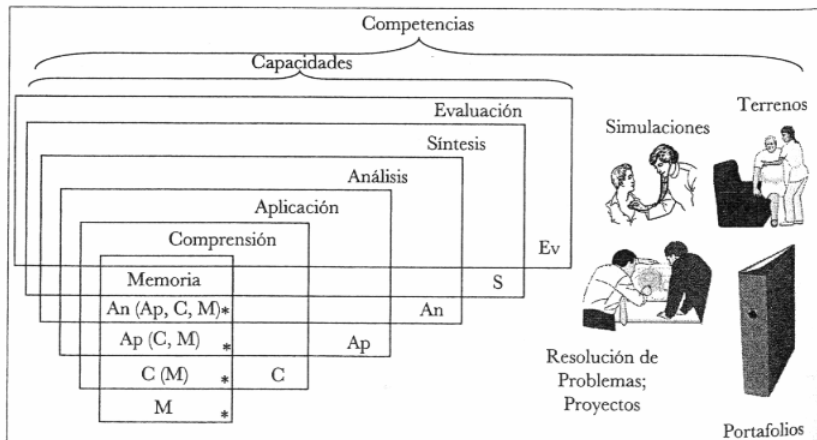 Competencias
Capacidades
Evaluación
Síntesis
Análisis
Aplicación
Comprensión
Memoria
An (Ap, C, M)*
Ap (C, M) *
C (M) *
M *
C
Ap
An
S
Ev
Simulaciones
Terrenos
Resolución de
Problemas;
Proyectos
Portafolios